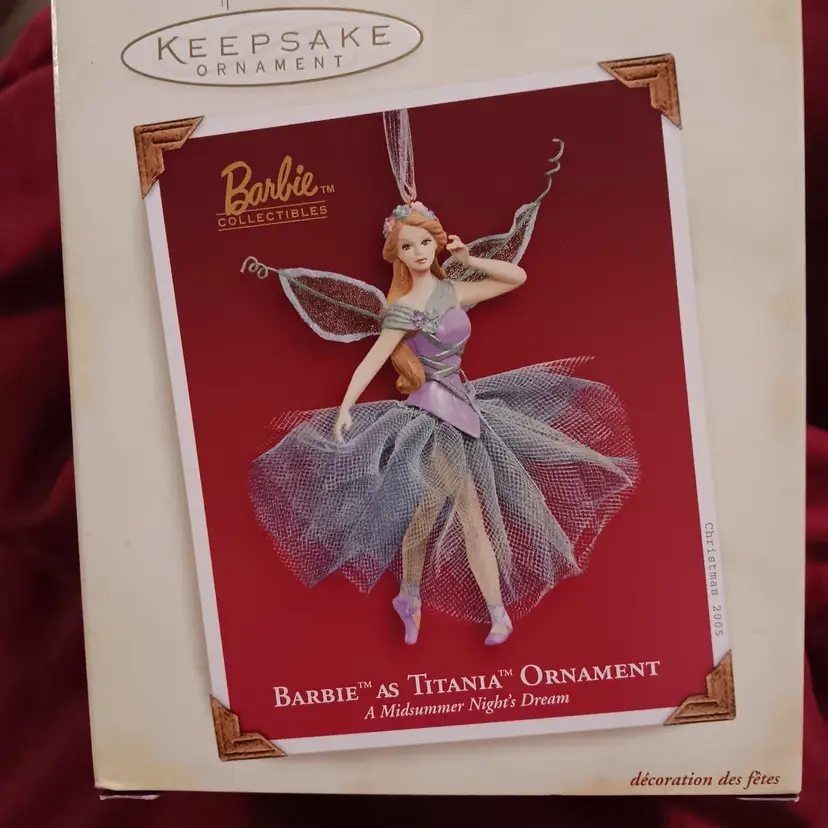 KEEPSAKE
ORNAMENT
Barbie™
COLLECTIBLES
Christmas 2005
BARBIE™ AS TITANIA™ ORNAMENT
A Midsummer Night's Dream
décoration des fêtes